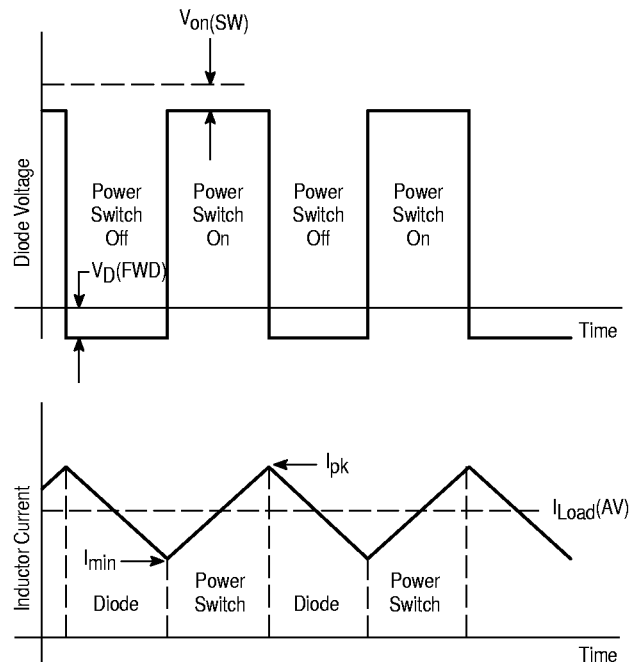 Von(SW)
Diode Voltage
Power
Switch
Off
Power
Switch
On
Power
Switch
Off
Power
Switch
On
VD(FWD)
Time
Inductor Current
Ipk
ILoad(AV)
Imin
Diode
Power
Switch
Diode
Power
Switch
Time